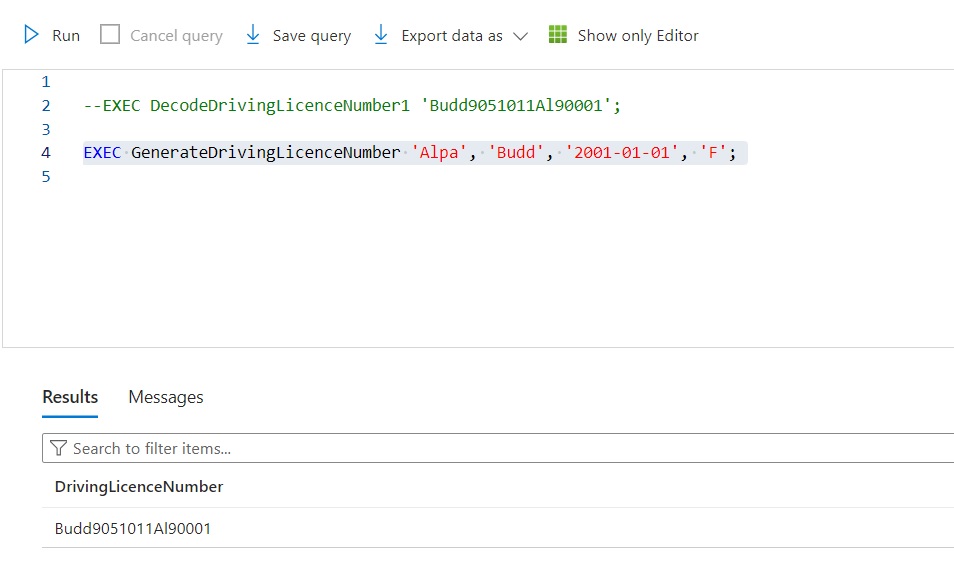 Run Cancel query Save query Export data as Show only Editor
1
2 --EXEC DecodeDrivingLicenceNumber1 'Budd9051011Al90001';
3
4 EXEC GenerateDrivingLicenceNumber 'Alpa', 'Budd', '2001-01-01', 'F';
5
Results Messages
Search to filter items...
DrivingLicenceNumber
Budd9051011Al90001